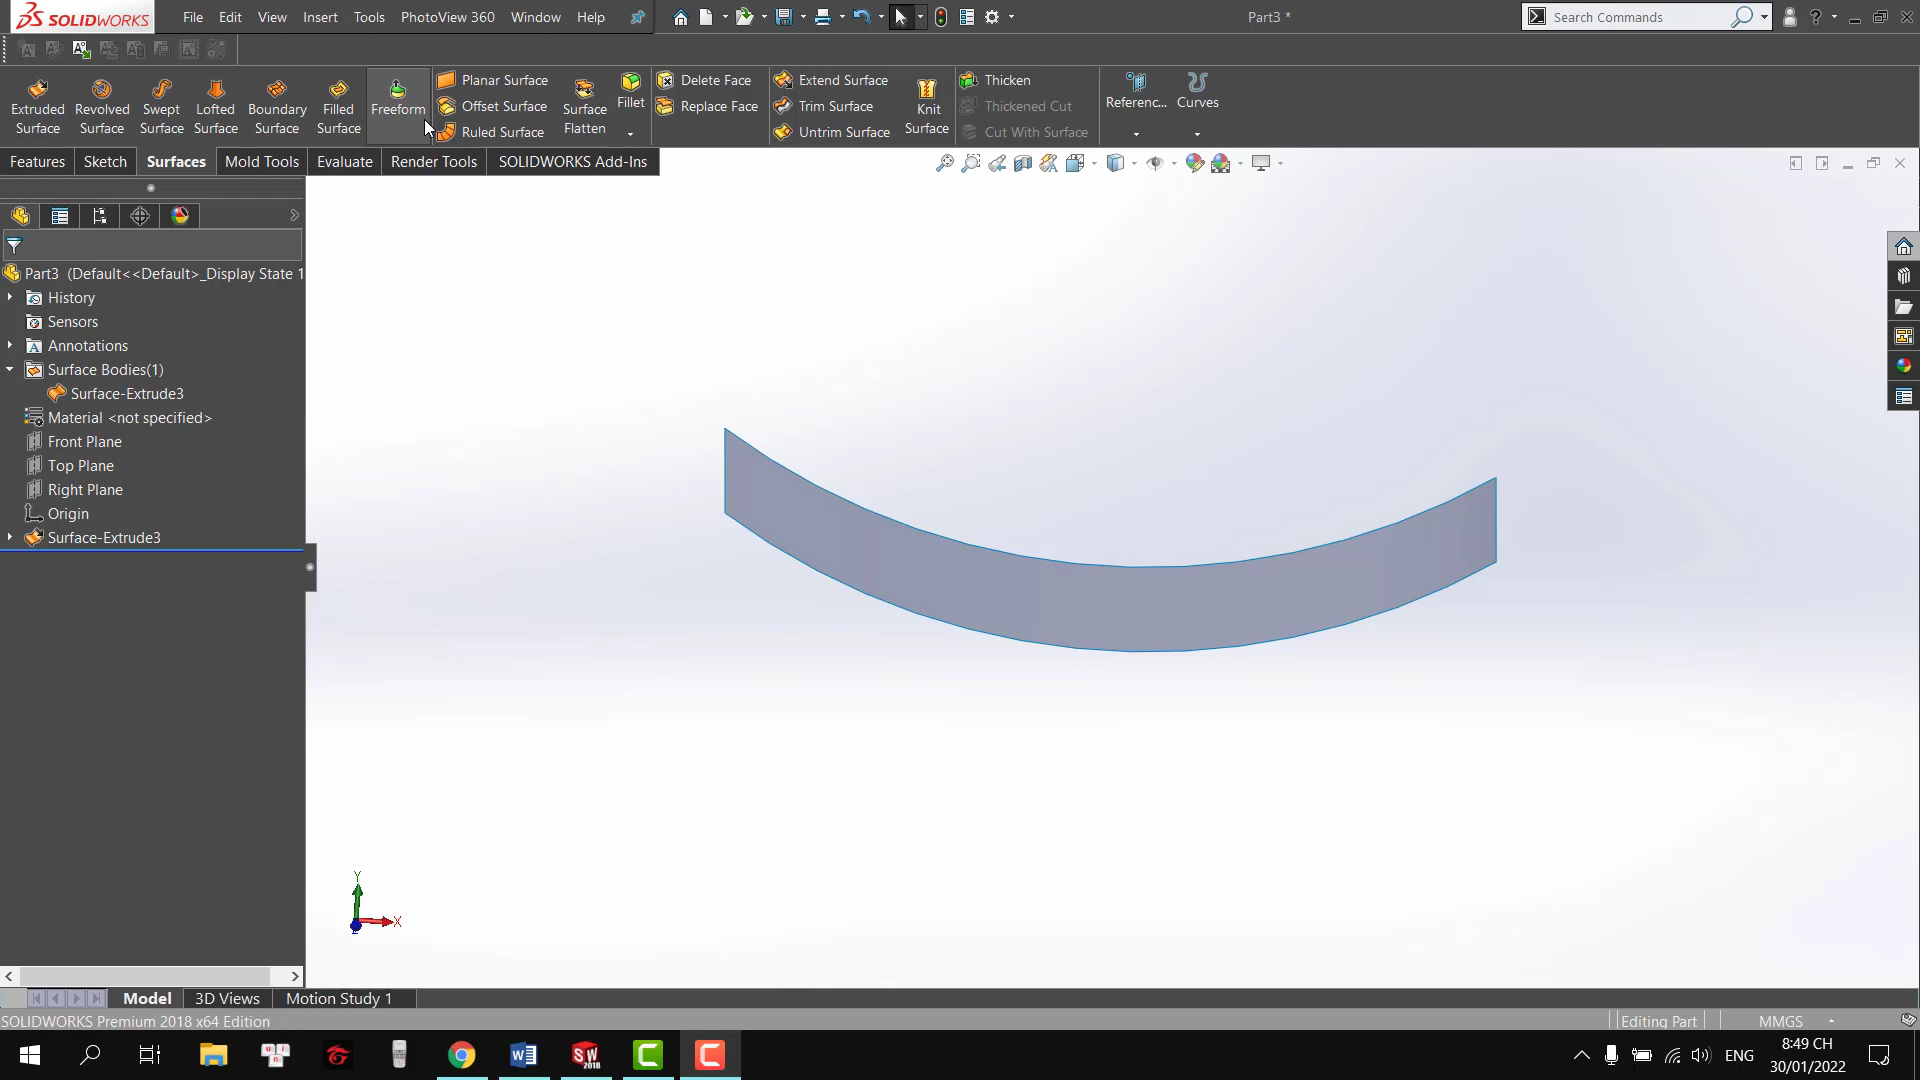 SOLIDWORKS File Edit View Insert Tools PhotoView 360 Window Help Part3 * Search Commands
Extruded Surface
Revolved Surface
Swept Surface
Lofted Surface
Boundary Surface
Filled Surface
Freeform
Planar Surface
Offset Surface
Ruled Surface
Surface Flatten
Fillet
Delete Face
Replace Face
Extend Surface
Trim Surface
Untrim Surface
Knit Surface
Thicken
Thickened Cut
Cut With Surface
Referenc...
Curves
Features Sketch Surfaces Mold Tools Evaluate Render Tools SOLIDWORKS Add-Ins
Part3 (Default<<Default>_Display State 1
History
Sensors
Annotations
Surface Bodies(1)
Surface-Extrude3
Material <not specified>
Front Plane
Top Plane
Right Plane
Origin
Surface-Extrude3
Y
X
Model 3D Views Motion Study 1
SOLIDWORKS Premium 2018 x64 Edition Editing Part MMGS
SW 2018
ENG
8:49 CH
30/01/2022